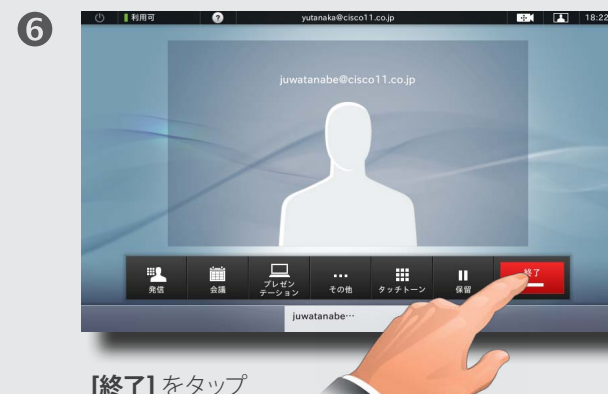 ❻
利用可 ? yutanaka@cisco11.co.jp 18:22
juwatanabe@cisco11.co.jp
発信 会議 プレゼン
テーション その他 タッチトーン 保留 終了
juwatanabe…
[終了] をタップ